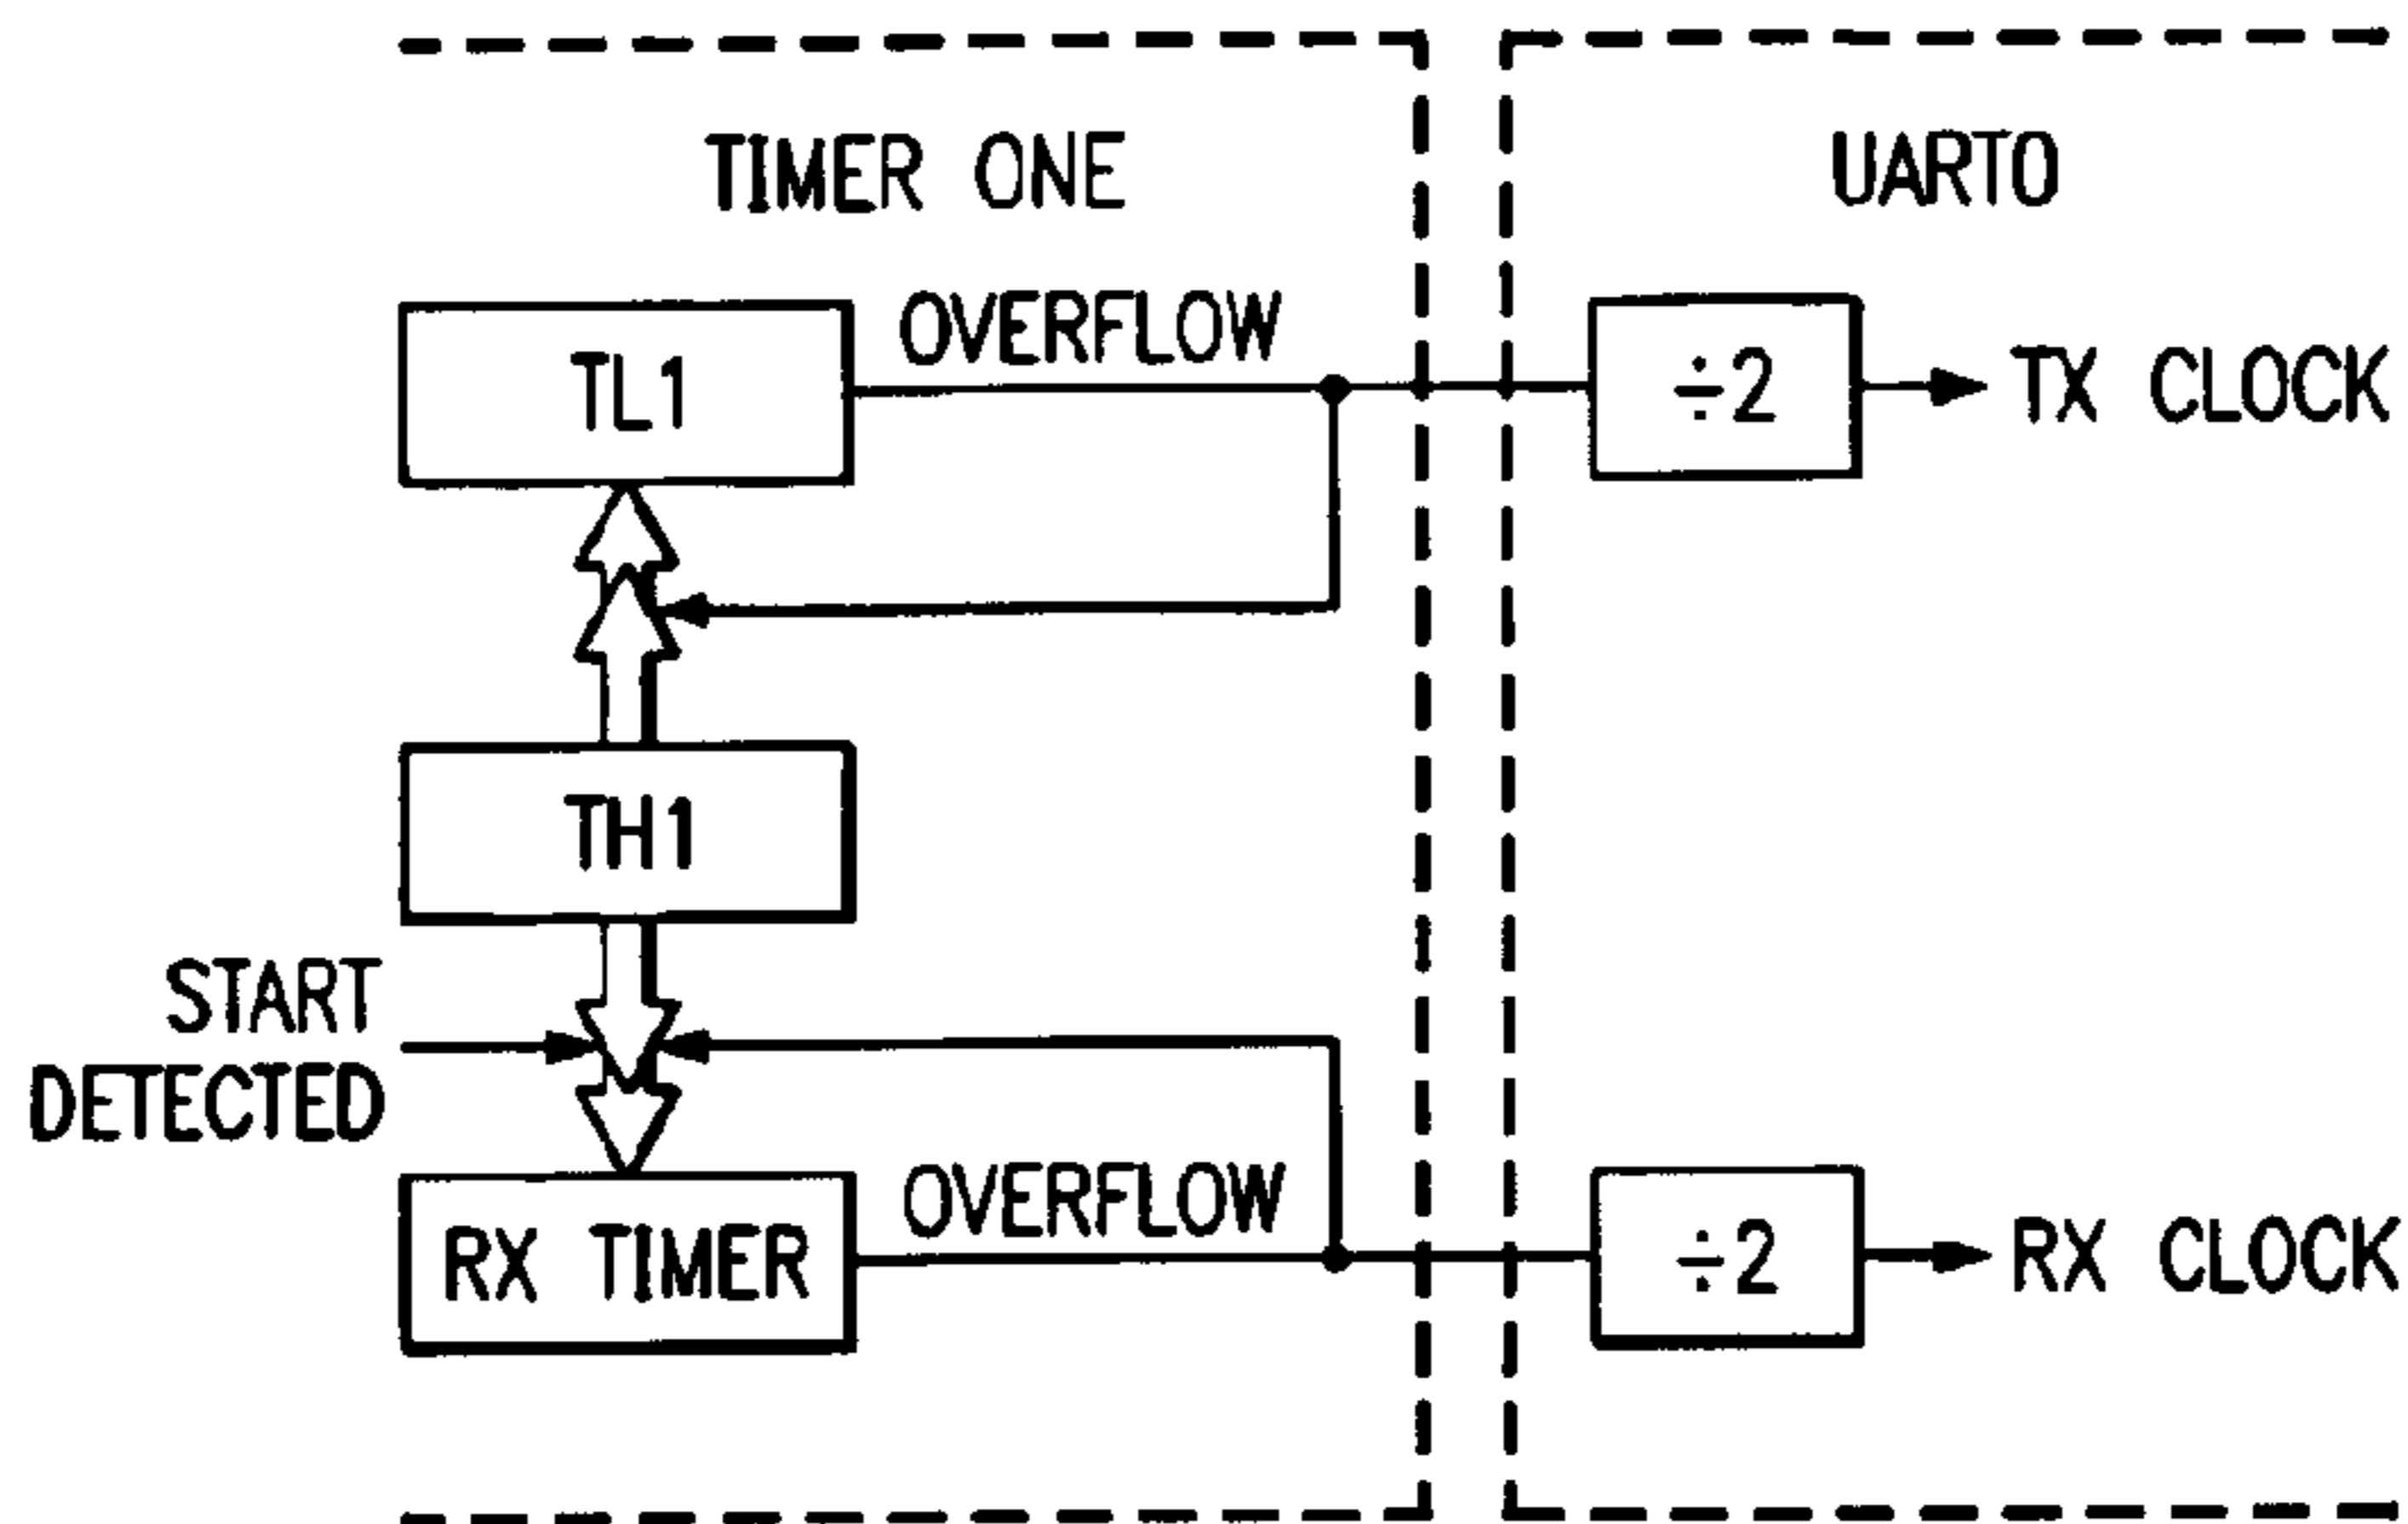 TIMER ONE
UARTO
OVERFLOW
TL1
÷2
TX CLOCK
TH1
START
DETECTED
OVERFLOW
RX TIMER
÷2
RX CLOCK